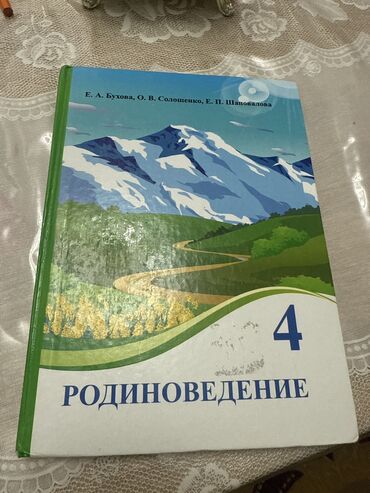 Е. А. Бухова, О. В. Солошенко, Е. П. Шаповалова
4
РОДИНОВЕДЕНИЕ